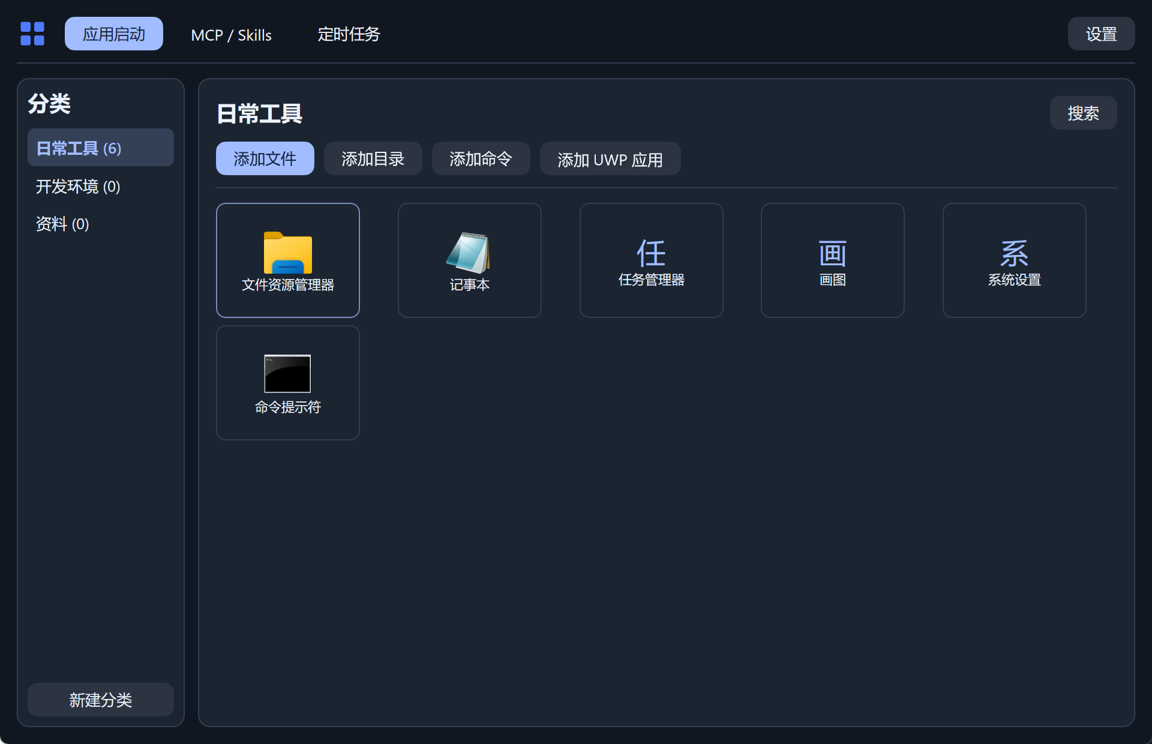 应用启动 MCP / Skills 定时任务 设置
分类
日常工具 (6)
开发环境 (0)
资料 (0)
新建分类
日常工具 搜索
添加文件 添加目录 添加命令 添加 UWP 应用
文件资源管理器
记事本
任
任务管理器
画
画图
系
系统设置
命令提示符